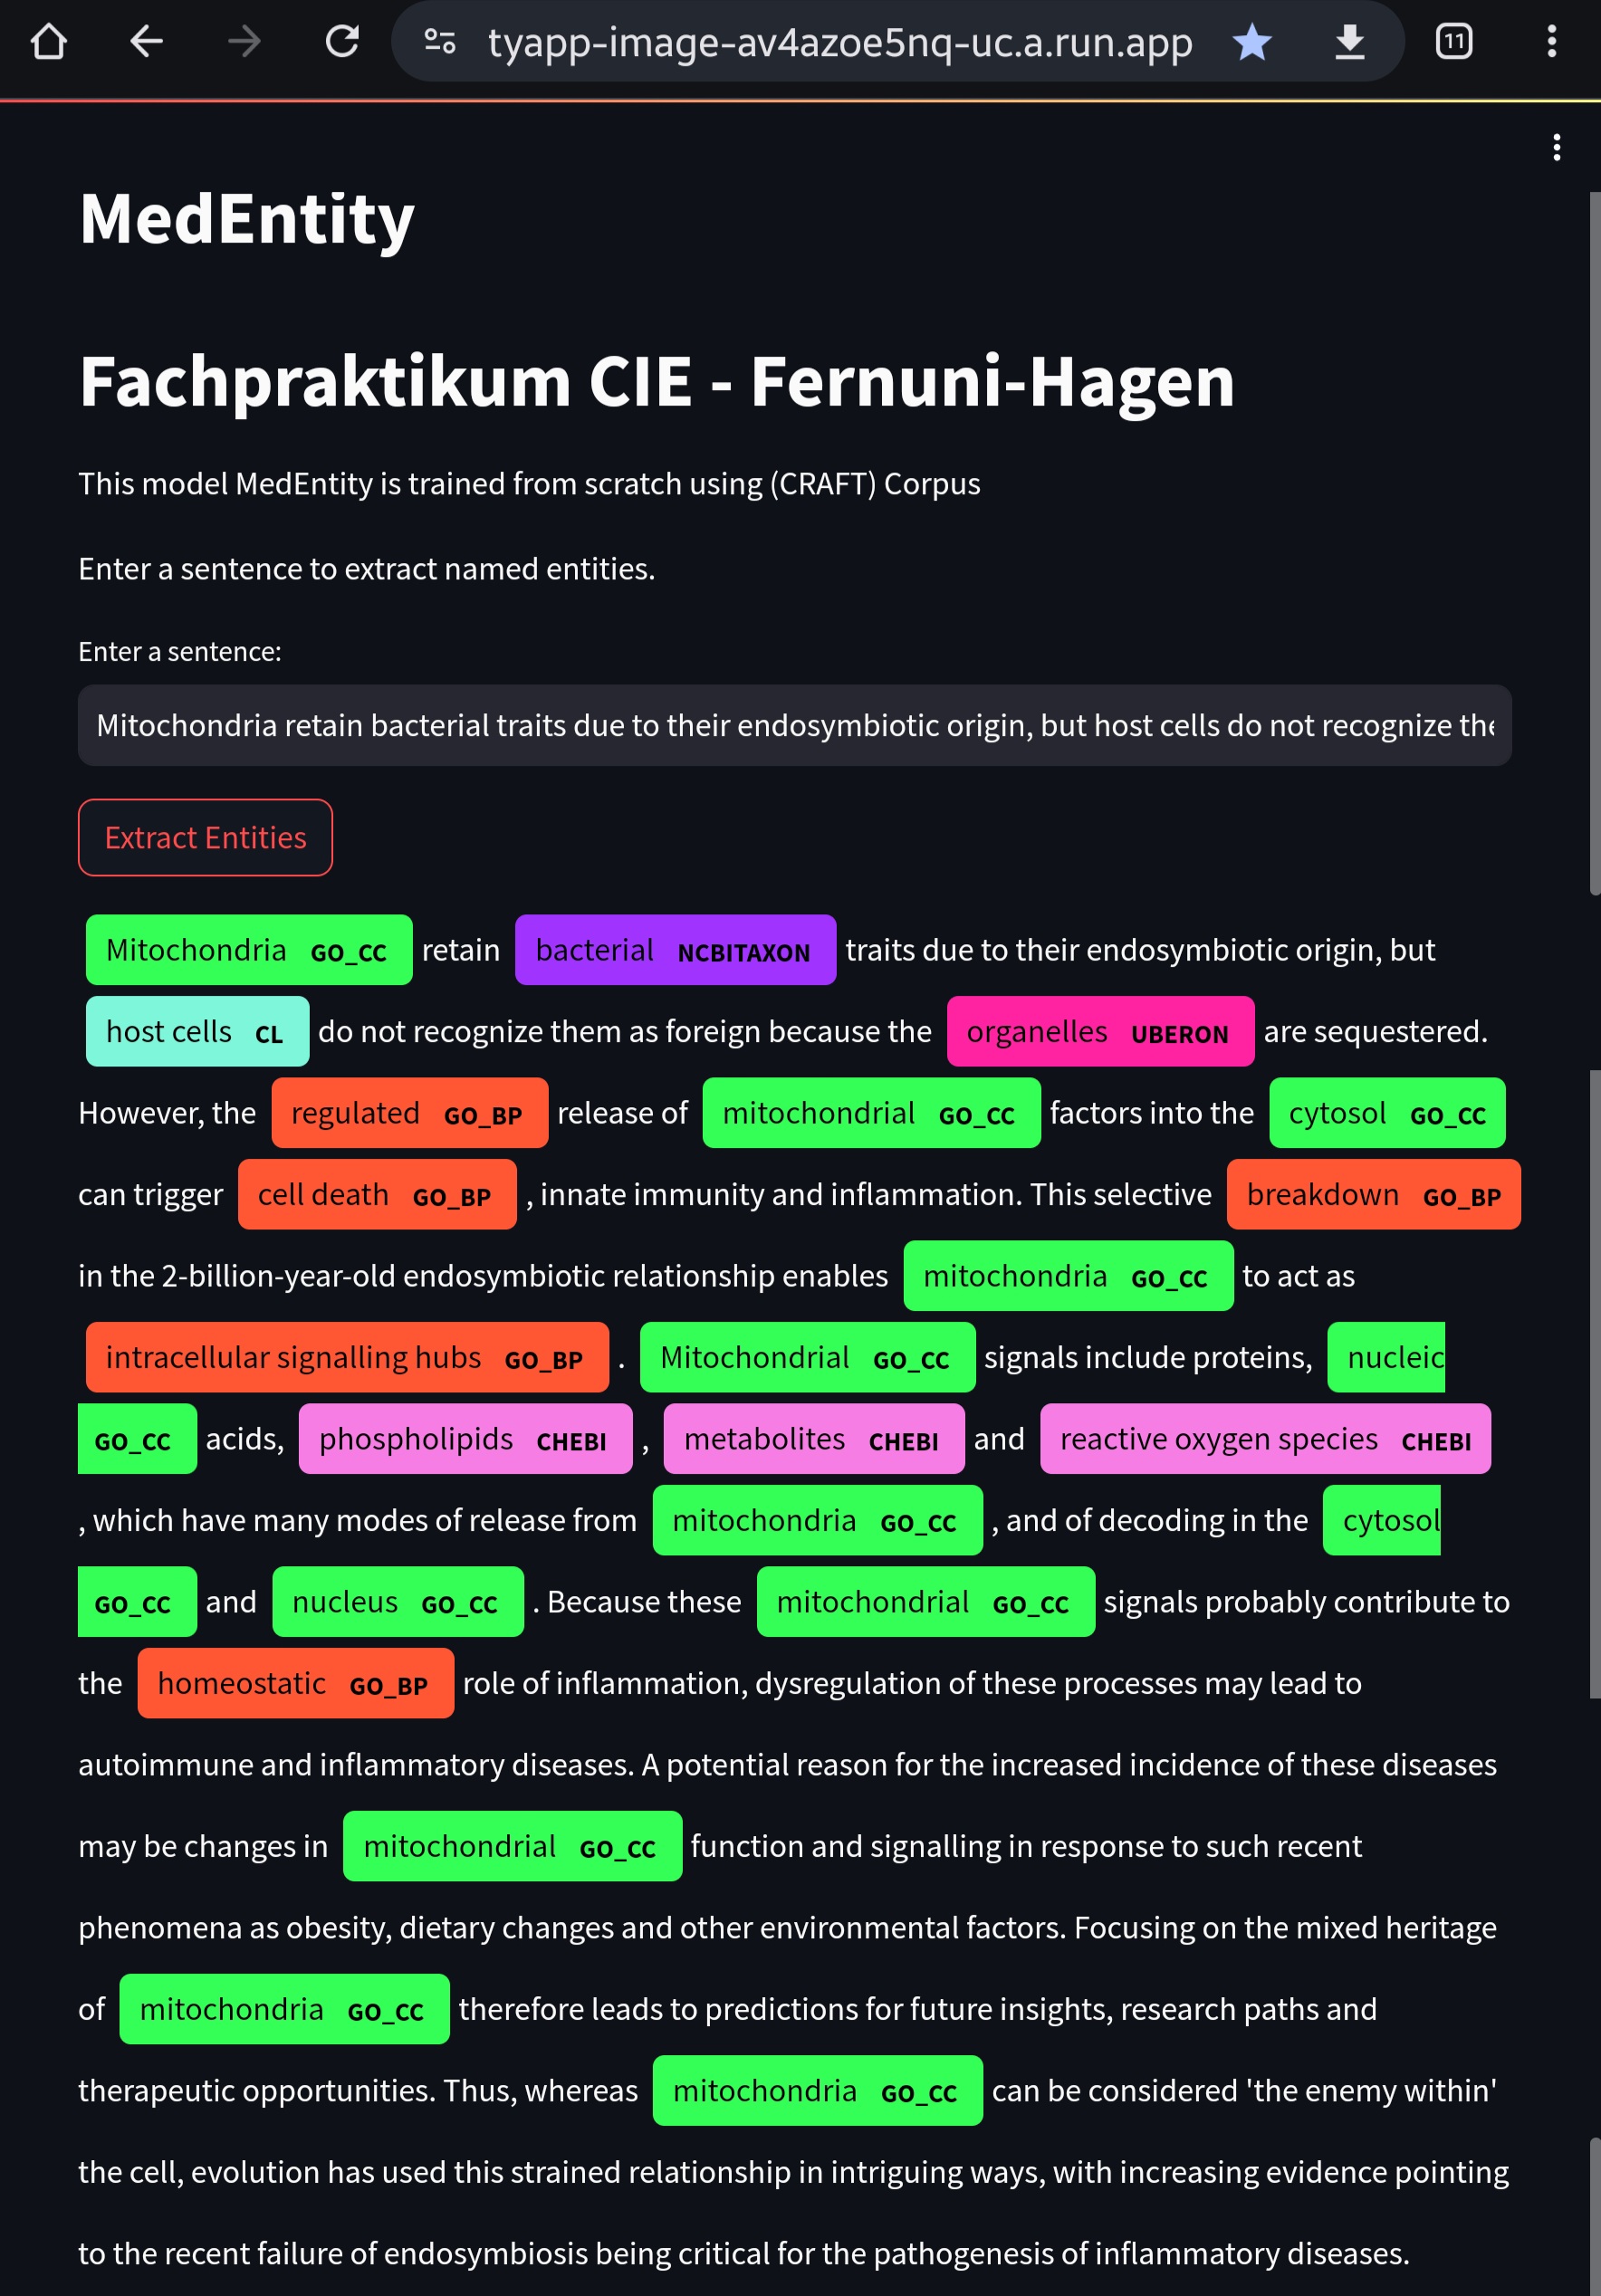 tyapp-image-av4azoe5nq-uc.a.run.app 11
MedEntity
Fachpraktikum CIE - Fernuni-Hagen
This model MedEntity is trained from scratch using (CRAFT) Corpus
Enter a sentence to extract named entities.
Enter a sentence:
Mitochondria retain bacterial traits due to their endosymbiotic origin, but host cells do not recognize the
Extract Entities
Mitochondria GO_CC retain bacterial NCBITAXON traits due to their endosymbiotic origin, but
host cells CL do not recognize them as foreign because the organelles UBERON are sequestered.
However, the regulated GO_BP release of mitochondrial GO_CC factors into the cytosol GO_CC
can trigger cell death GO_BP , innate immunity and inflammation. This selective breakdown GO_BP
in the 2-billion-year-old endosymbiotic relationship enables mitochondria GO_CC to act as
intracellular signalling hubs GO_BP . Mitochondrial GO_CC signals include proteins, nucleic
GO_CC acids, phospholipids CHEBI , metabolites CHEBI and reactive oxygen species CHEBI
, which have many modes of release from mitochondria GO_CC , and of decoding in the cytosol
GO_CC and nucleus GO_CC . Because these mitochondrial GO_CC signals probably contribute to
the homeostatic GO_BP role of inflammation, dysregulation of these processes may lead to
autoimmune and inflammatory diseases. A potential reason for the increased incidence of these diseases
may be changes in mitochondrial GO_CC function and signalling in response to such recent
phenomena as obesity, dietary changes and other environmental factors. Focusing on the mixed heritage
of mitochondria GO_CC therefore leads to predictions for future insights, research paths and
therapeutic opportunities. Thus, whereas mitochondria GO_CC can be considered 'the enemy within'
the cell, evolution has used this strained relationship in intriguing ways, with increasing evidence pointing
to the recent failure of endosymbiosis being critical for the pathogenesis of inflammatory diseases.